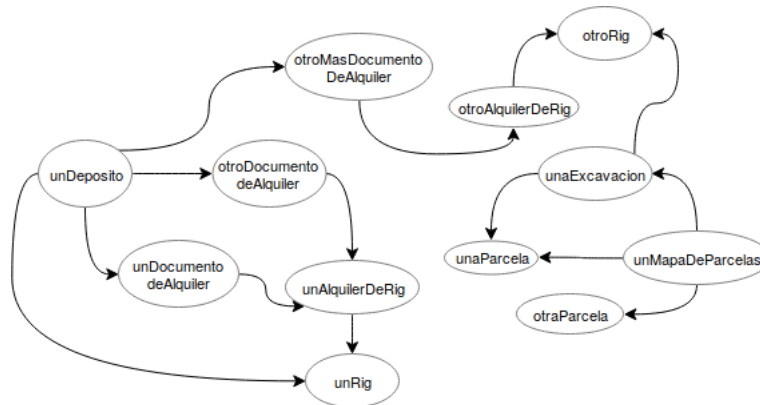 otroRig
otroMasDocumento
DeAlquiler
otroAlquilerDeRig
unDeposito
otroDocumento
deAlquiler
unaExcavacion
unaParcela
unMapaDeParcelas
unDocumento
deAlquiler
unAlquilerDeRig
otraParcela
unRig